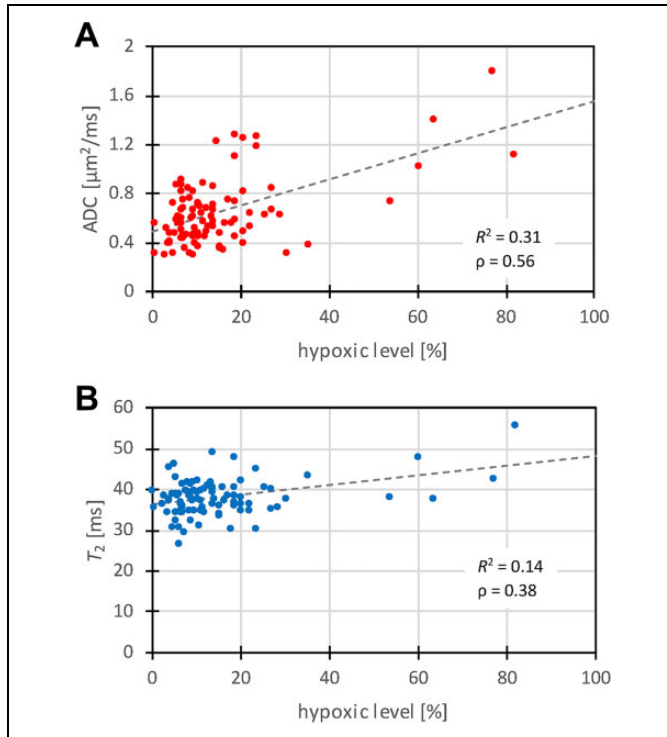 A
2
1.6
1.2
0.8
0.4
0
ADC [μm²/ms]
R² = 0.31
ρ = 0.56
0 20 40 60 80 100
hypoxic level [%]
B
60
50
40
30
20
10
0
T₂ [ms]
R² = 0.14
ρ = 0.38
0 20 40 60 80 100
hypoxic level [%]